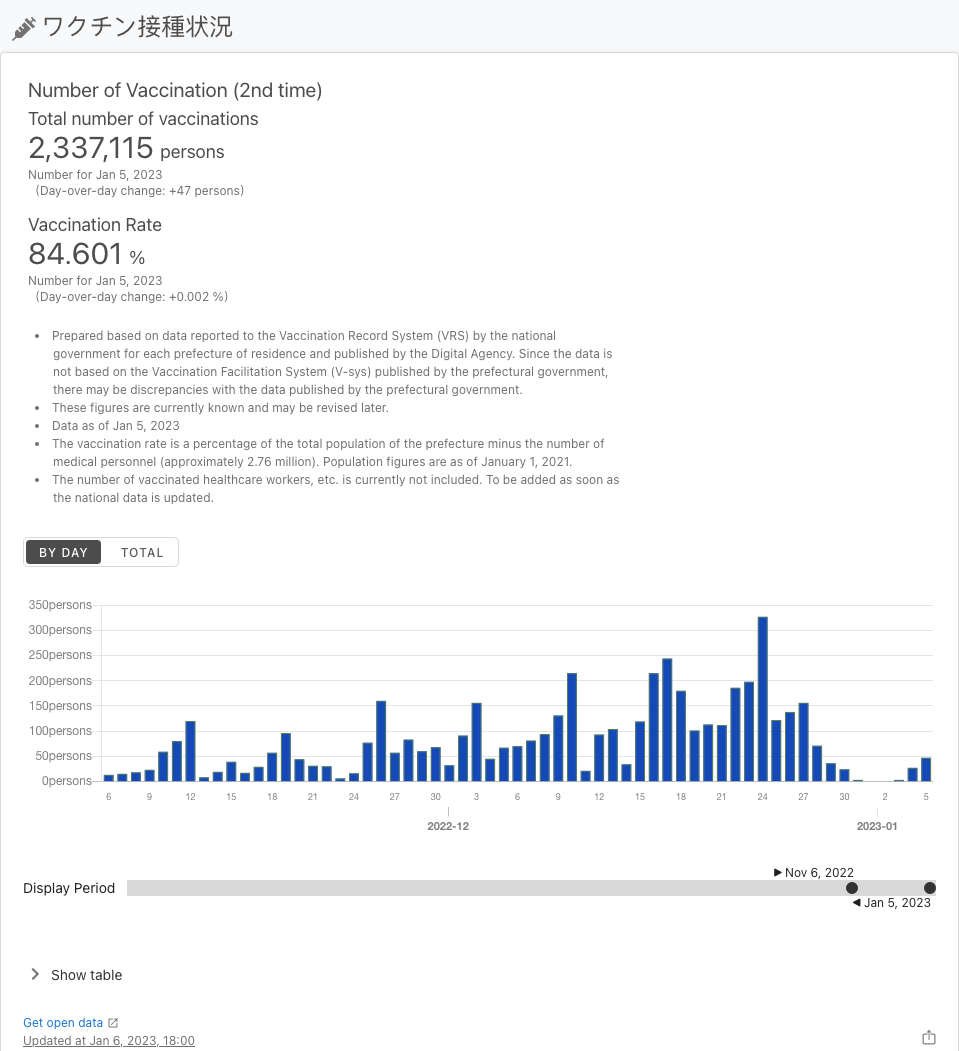 ワクチン接種状況
Number of Vaccination (2nd time)
Total number of vaccinations
2,337,115 persons
Number for Jan 5, 2023
(Day-over-day change: +47 persons)
Vaccination Rate
84.601 %
Number for Jan 5, 2023
(Day-over-day change: +0.002 %)
• Prepared based on data reported to the Vaccination Record System (VRS) by the national
government for each prefecture of residence and published by the Digital Agency. Since the data is
not based on the Vaccination Facilitation System (V-sys) published by the prefectural government,
there may be discrepancies with the data published by the prefectural government.
• These figures are currently known and may be revised later.
• Data as of Jan 5, 2023
• The vaccination rate is a percentage of the total population of the prefecture minus the number of
medical personnel (approximately 2.76 million). Population figures are as of January 1, 2021.
• The number of vaccinated healthcare workers, etc. is currently not included. To be added as soon as
the national data is updated.
BY DAY TOTAL
350persons
300persons
250persons
200persons
150persons
100persons
50persons
0persons
6 9 12 15 18 21 24 27 30 3 6 9 12 15 18 21 24 27 30 2 5
2022-12 2023-01
Nov 6, 2022
Display Period
Jan 5, 2023
Show table
Get open data
Updated at Jan 6, 2023, 18:00